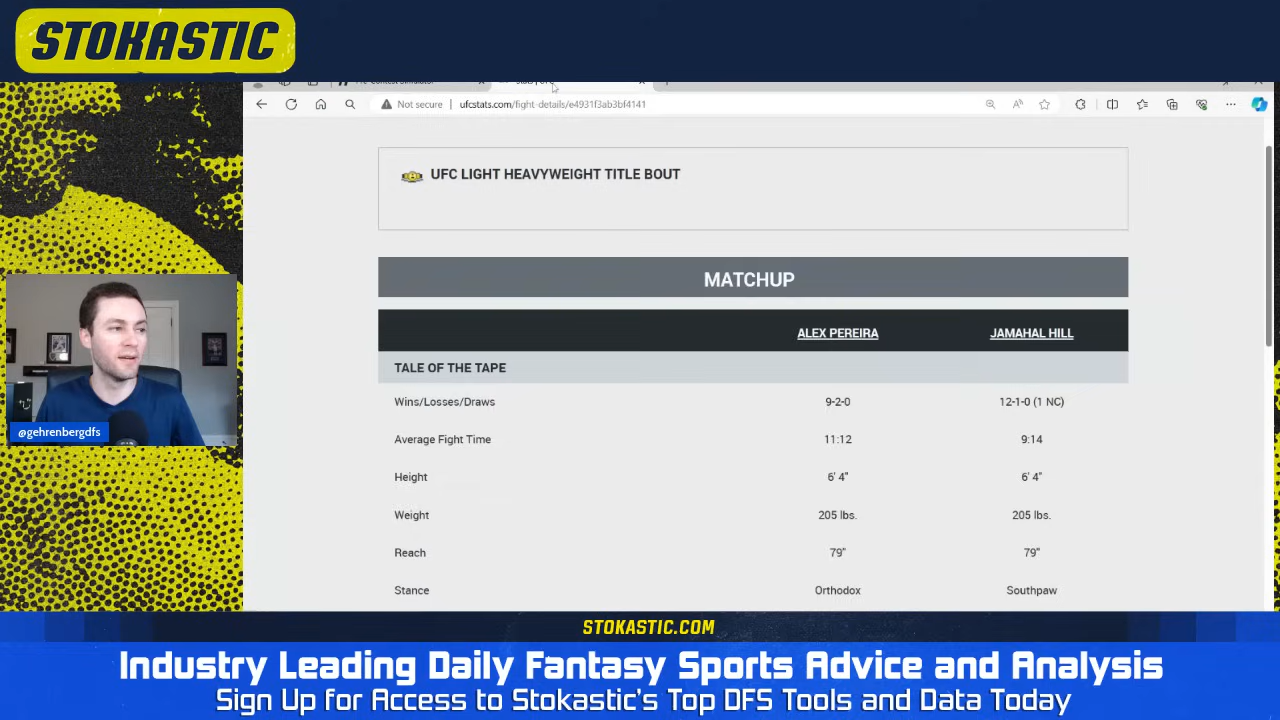 STOKASTIC
Not secure
ufcstats.com/fight-details/e4931f3ab3bf4141
UFC LIGHT HEAVYWEIGHT TITLE BOUT
MATCHUP
ALEX PEREIRA JAMAHAL HILL
TALE OF THE TAPE
Wins/Losses/Draws 9-2-0 12-1-0 (1 NC)
Average Fight Time 11:12 9:14
Height 6' 4" 6' 4"
Weight 205 lbs. 205 lbs.
Reach 79" 79"
Stance Orthodox Southpaw
@gehrenbergdfs
STOKASTIC.COM
Industry Leading Daily Fantasy Sports Advice and Analysis
Sign Up for Access to Stokastic's Top DFS Tools and Data Today